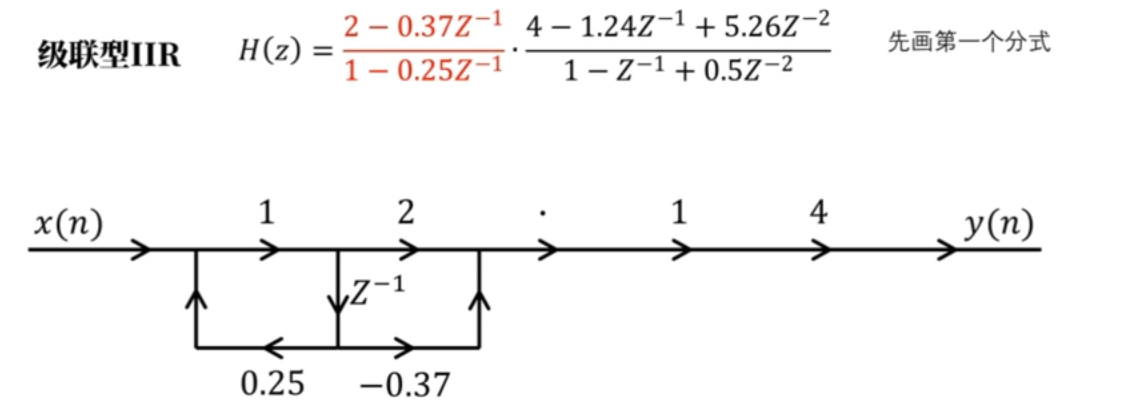 级联型IIR H(z) = \frac{2 − 0.37Z^{−1}}{1 − 0.25Z^{−1}} · \frac{4 − 1.24Z^{−1} + 5.26Z^{−2}}{1 − Z^{−1} + 0.5Z^{−2}} 先画第一个分式
x(n) 1 2 · 1 4 y(n)
Z^{−1}
0.25 −0.37